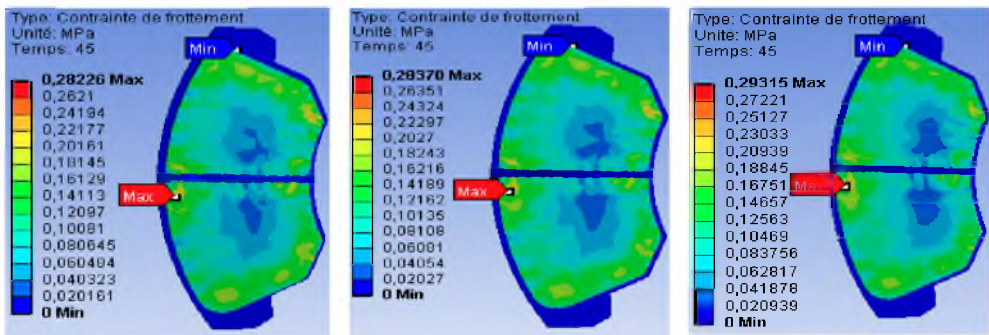 Type: Contrainte de frottement
Unité: MPa
Temps: 45
0,28226 Max
0,2621
0,24194
0,22177
0,20161
0,18145
0,16129
0,14113
0,12097
0,10081
0,080645
0,060484
0,040323
0,020161
0 Min
Min
Max
Type: Contrainte de frottement
Unité: MPa
Temps: 45
Max
0,26351
0,24324
0,22297
0,2027
0,18243
0,16216
0,14189
0,12162
0,10135
0,08108
0,06081
0,04054
0,02027
0 Min
Min
Max
Type: Contrainte de frottement
Unité: MPa
Temps: 45
0,29315 Max
0,27221
0,25127
0,23033
0,20939
0,18845
0,16751
0,14657
0,12563
0,10469
0,083756
0,062817
0,041878
0,020939
0 Min
Min
Max